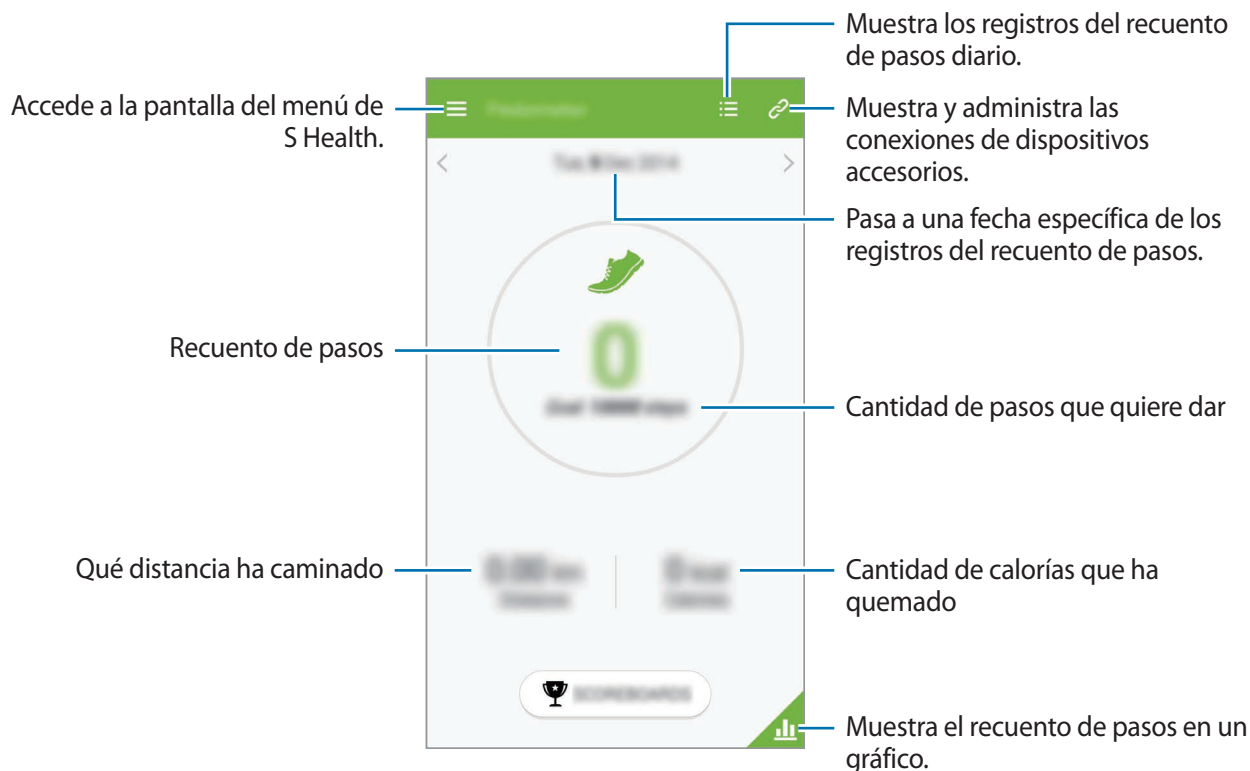 Muestra los registros del recuento
de pasos diario.
Accede a la pantalla del menú de
S Health.
Muestra y administra las
conexiones de dispositivos
accesorios.
Pasa a una fecha específica de los
registros del recuento de pasos.
Recuento de pasos
0
Cantidad de pasos que quiere dar
Qué distancia ha caminado
Cantidad de calorías que ha
quemado
SCOREBOARDS
Muestra el recuento de pasos en un
gráfico.